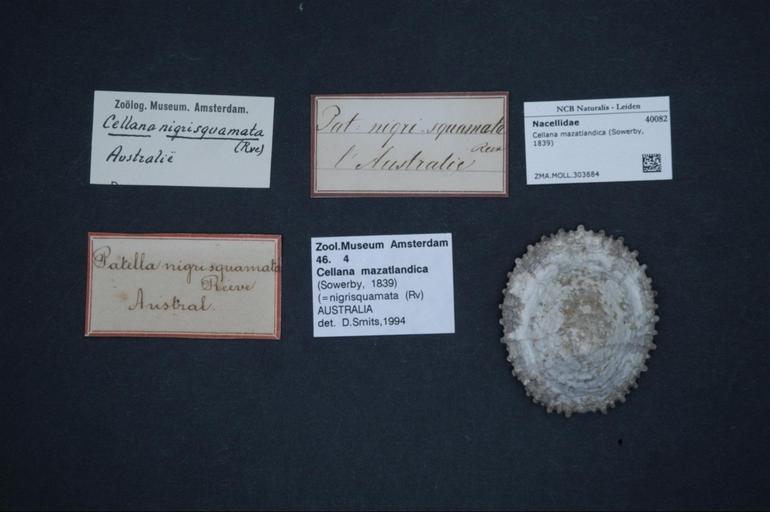 Zoölog. Museum. Amsterdam.
Cellana nigrisquamata
(Rve)
Australië
Pat. nigri-squamata
Reeve
l'Australie
NCB Naturalis - Leiden
Nacellidae 40082
Cellana mazatlandica (Sowerby,
1839)
ZMA.MOLL.303884
Patella nigrisquamata
Reeve
Austral.
Zool.Museum Amsterdam
46. 4
Cellana mazatlandica
(Sowerby, 1839)
(=nigrisquamata (Rv)
AUSTRALIA
det. D.Smits,1994